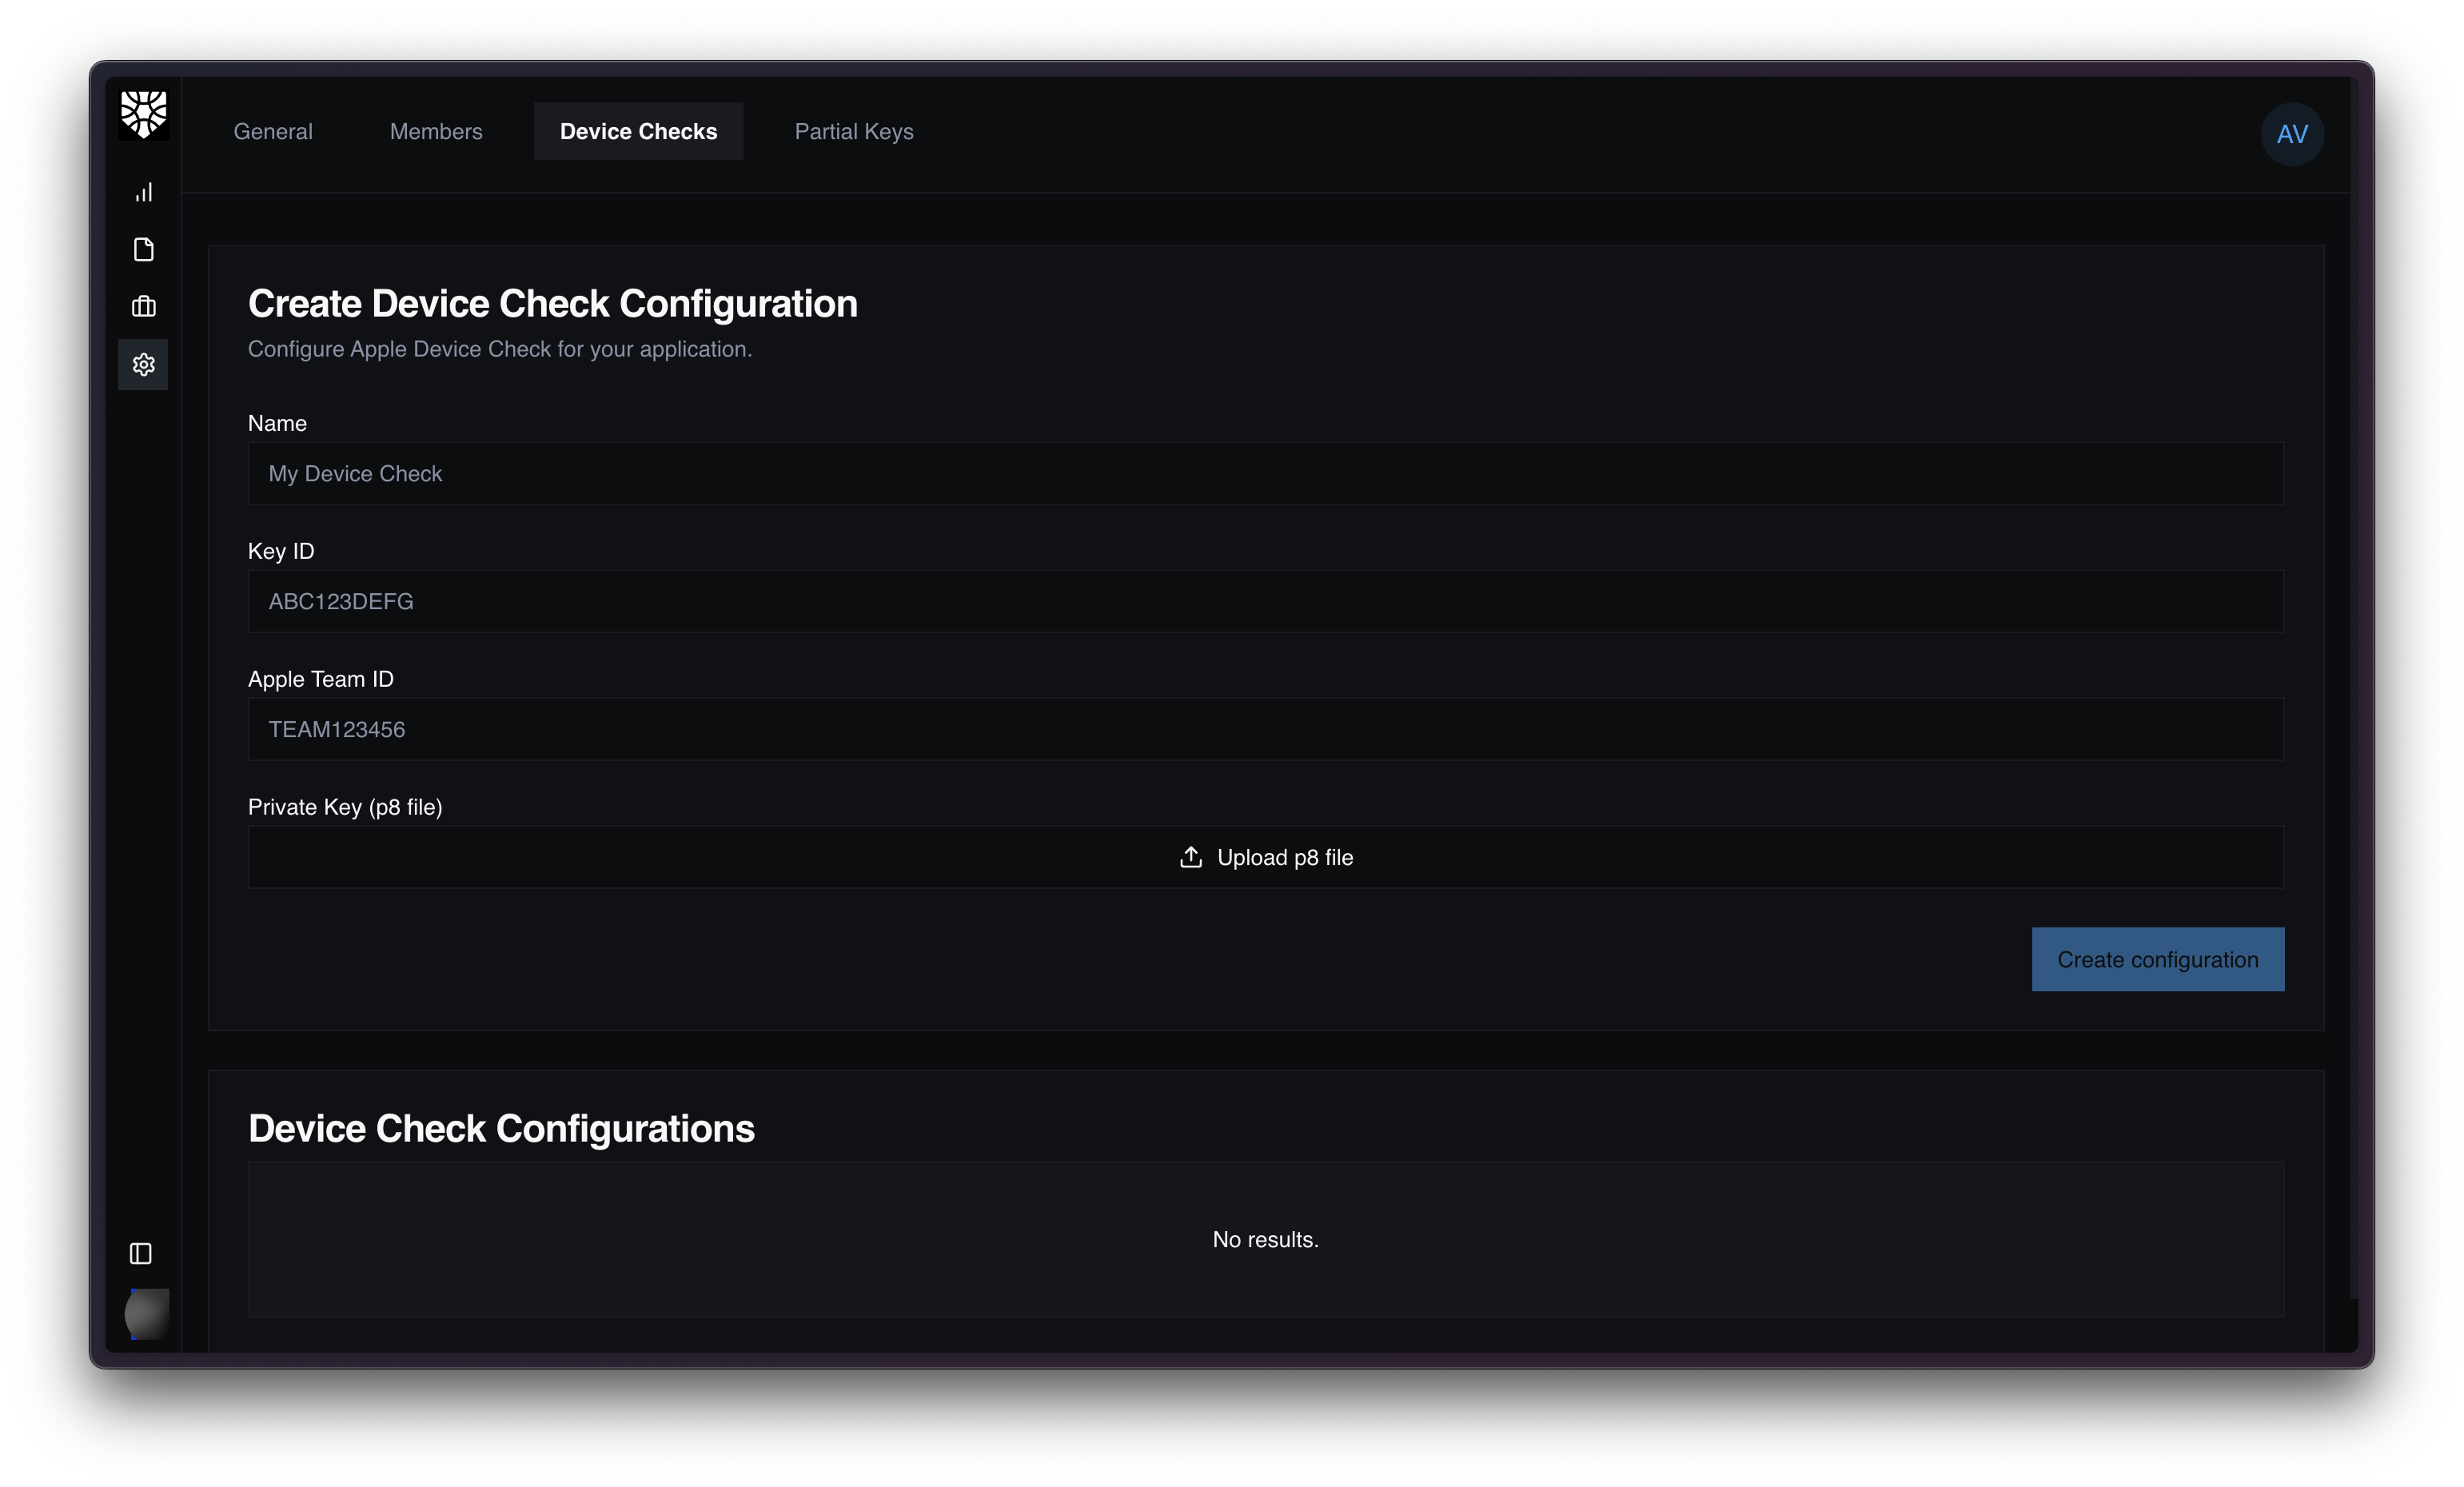 General
Members
Device Checks
Partial Keys
AV
Create Device Check Configuration
Configure Apple Device Check for your application.
Name
My Device Check
Key ID
ABC123DEFG
Apple Team ID
TEAM123456
Private Key (p8 file)
Upload p8 file
Create configuration
Device Check Configurations
No results.